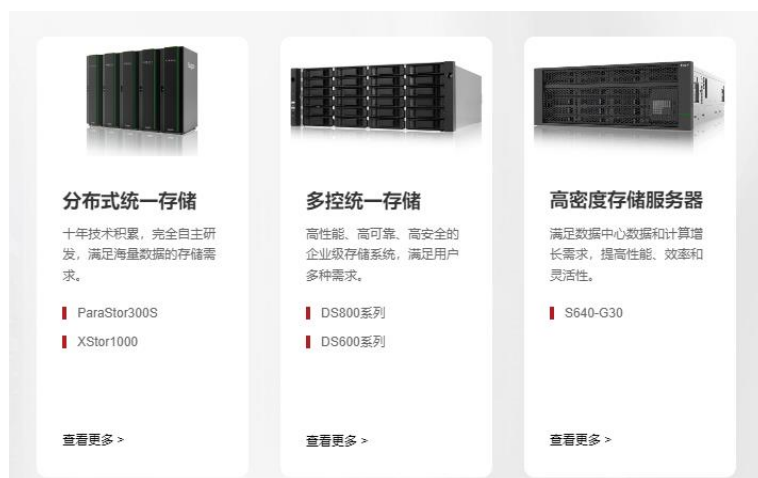 分布式统一存储
十年技术积累，完全自主研
发，满足海量数据的存储需
求。
ParaStor300S
XStor1000
查看更多 >
多控统一存储
高性能、高可靠、高安全的
企业级存储系统，满足用户
多种需求。
DS800系列
DS600系列
查看更多 >
高密度存储服务器
满足数据中心数据和计算增
长需求，提高性能、效率和
灵活性。
S640-G30
查看更多 >